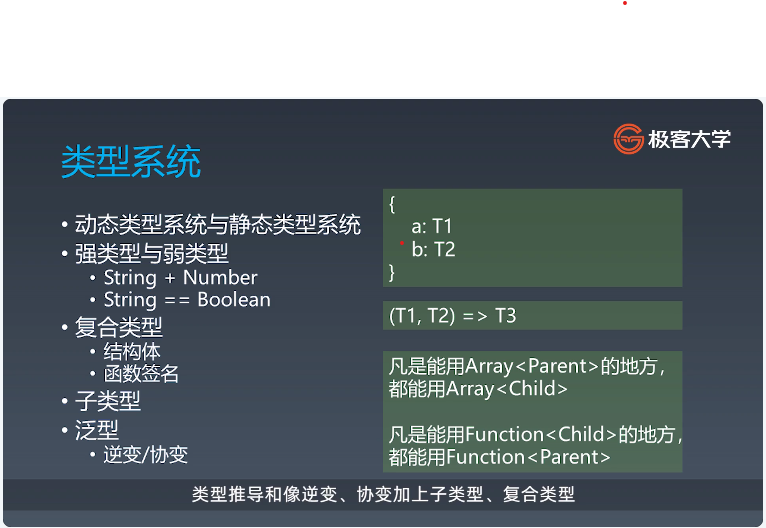 极客大学
类型系统
• 动态类型系统与静态类型系统
• 强类型与弱类型
• String + Number
• String == Boolean
• 复合类型
• 结构体
• 函数签名
• 子类型
• 泛型
• 逆变/协变
{
a: T1
b: T2
}
(T1, T2) => T3
凡是能用Array<Parent>的地方，
都能用Array<Child>
凡是能用Function<Child>的地方，
都能用Function<Parent>
类型推导和像逆变、协变加上子类型、复合类型